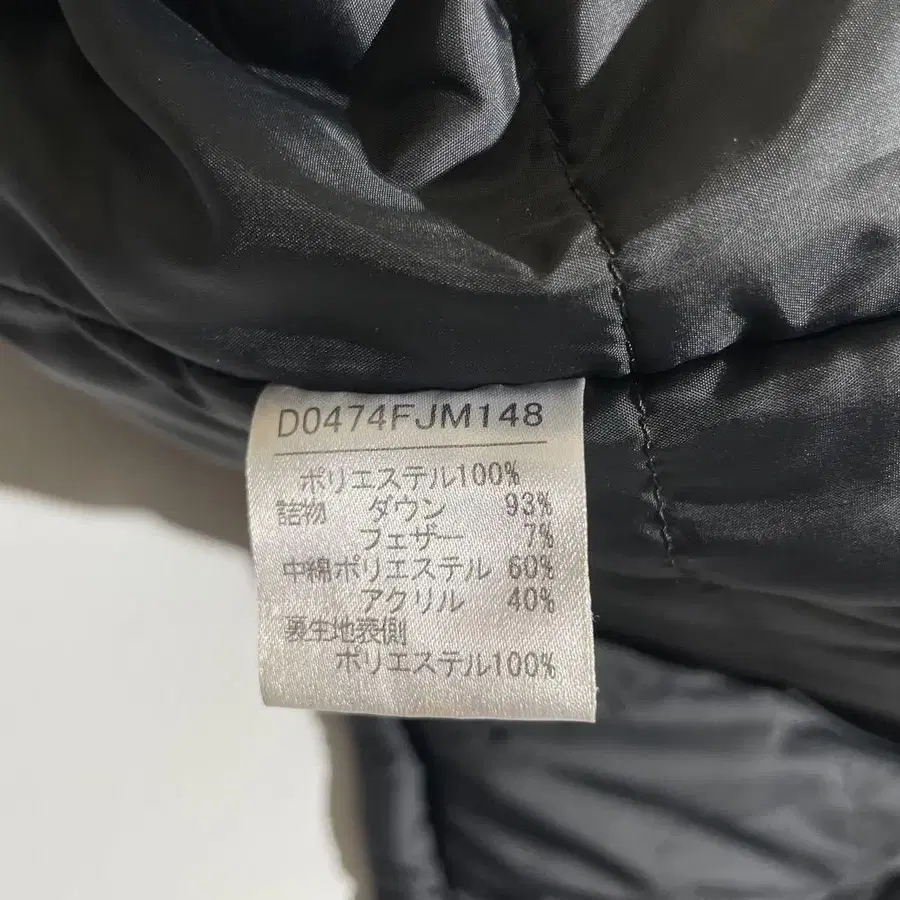 D0474FJM148
ポリエステル100%
詰物 ダウン 93%
フェザー 7%
中綿ポリエステル 60%
アクリル 40%
裏生地表側
ポリエステル100%